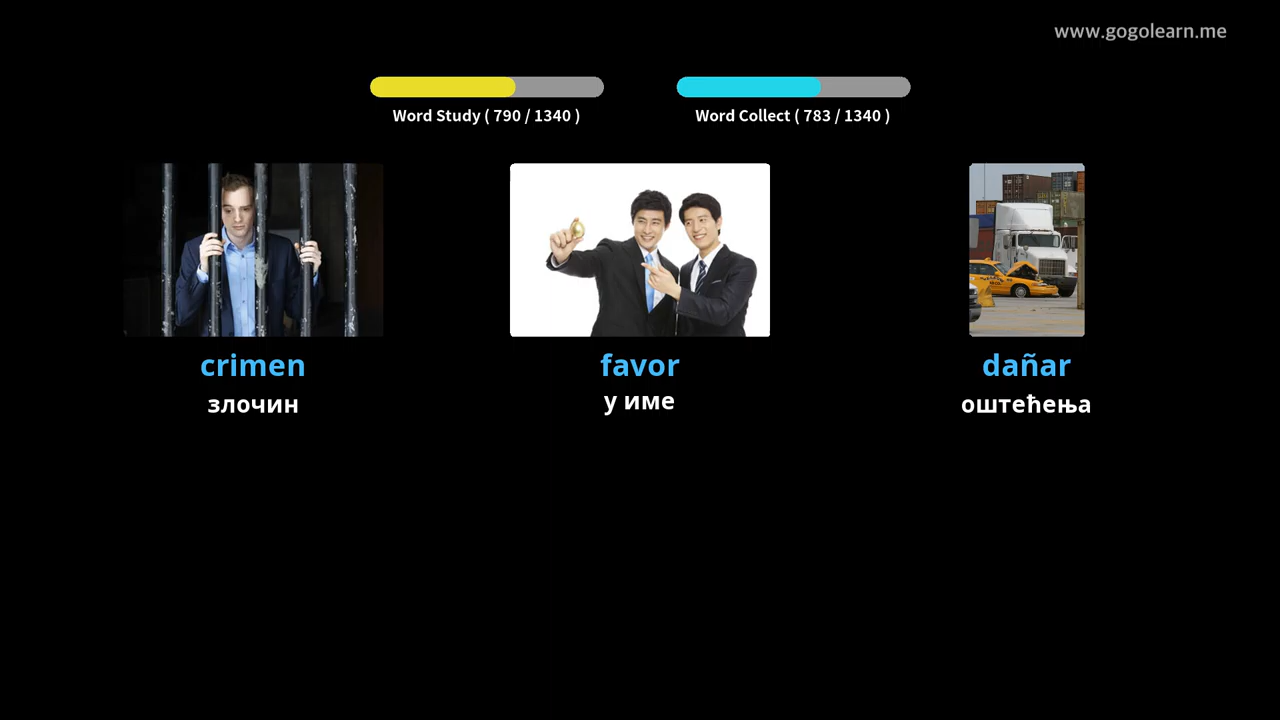 www.gogolearn.me
Word Study ( 790 / 1340 )
Word Collect ( 783 / 1340 )
crimen
злочин
favor
у име
dañar
оштећења